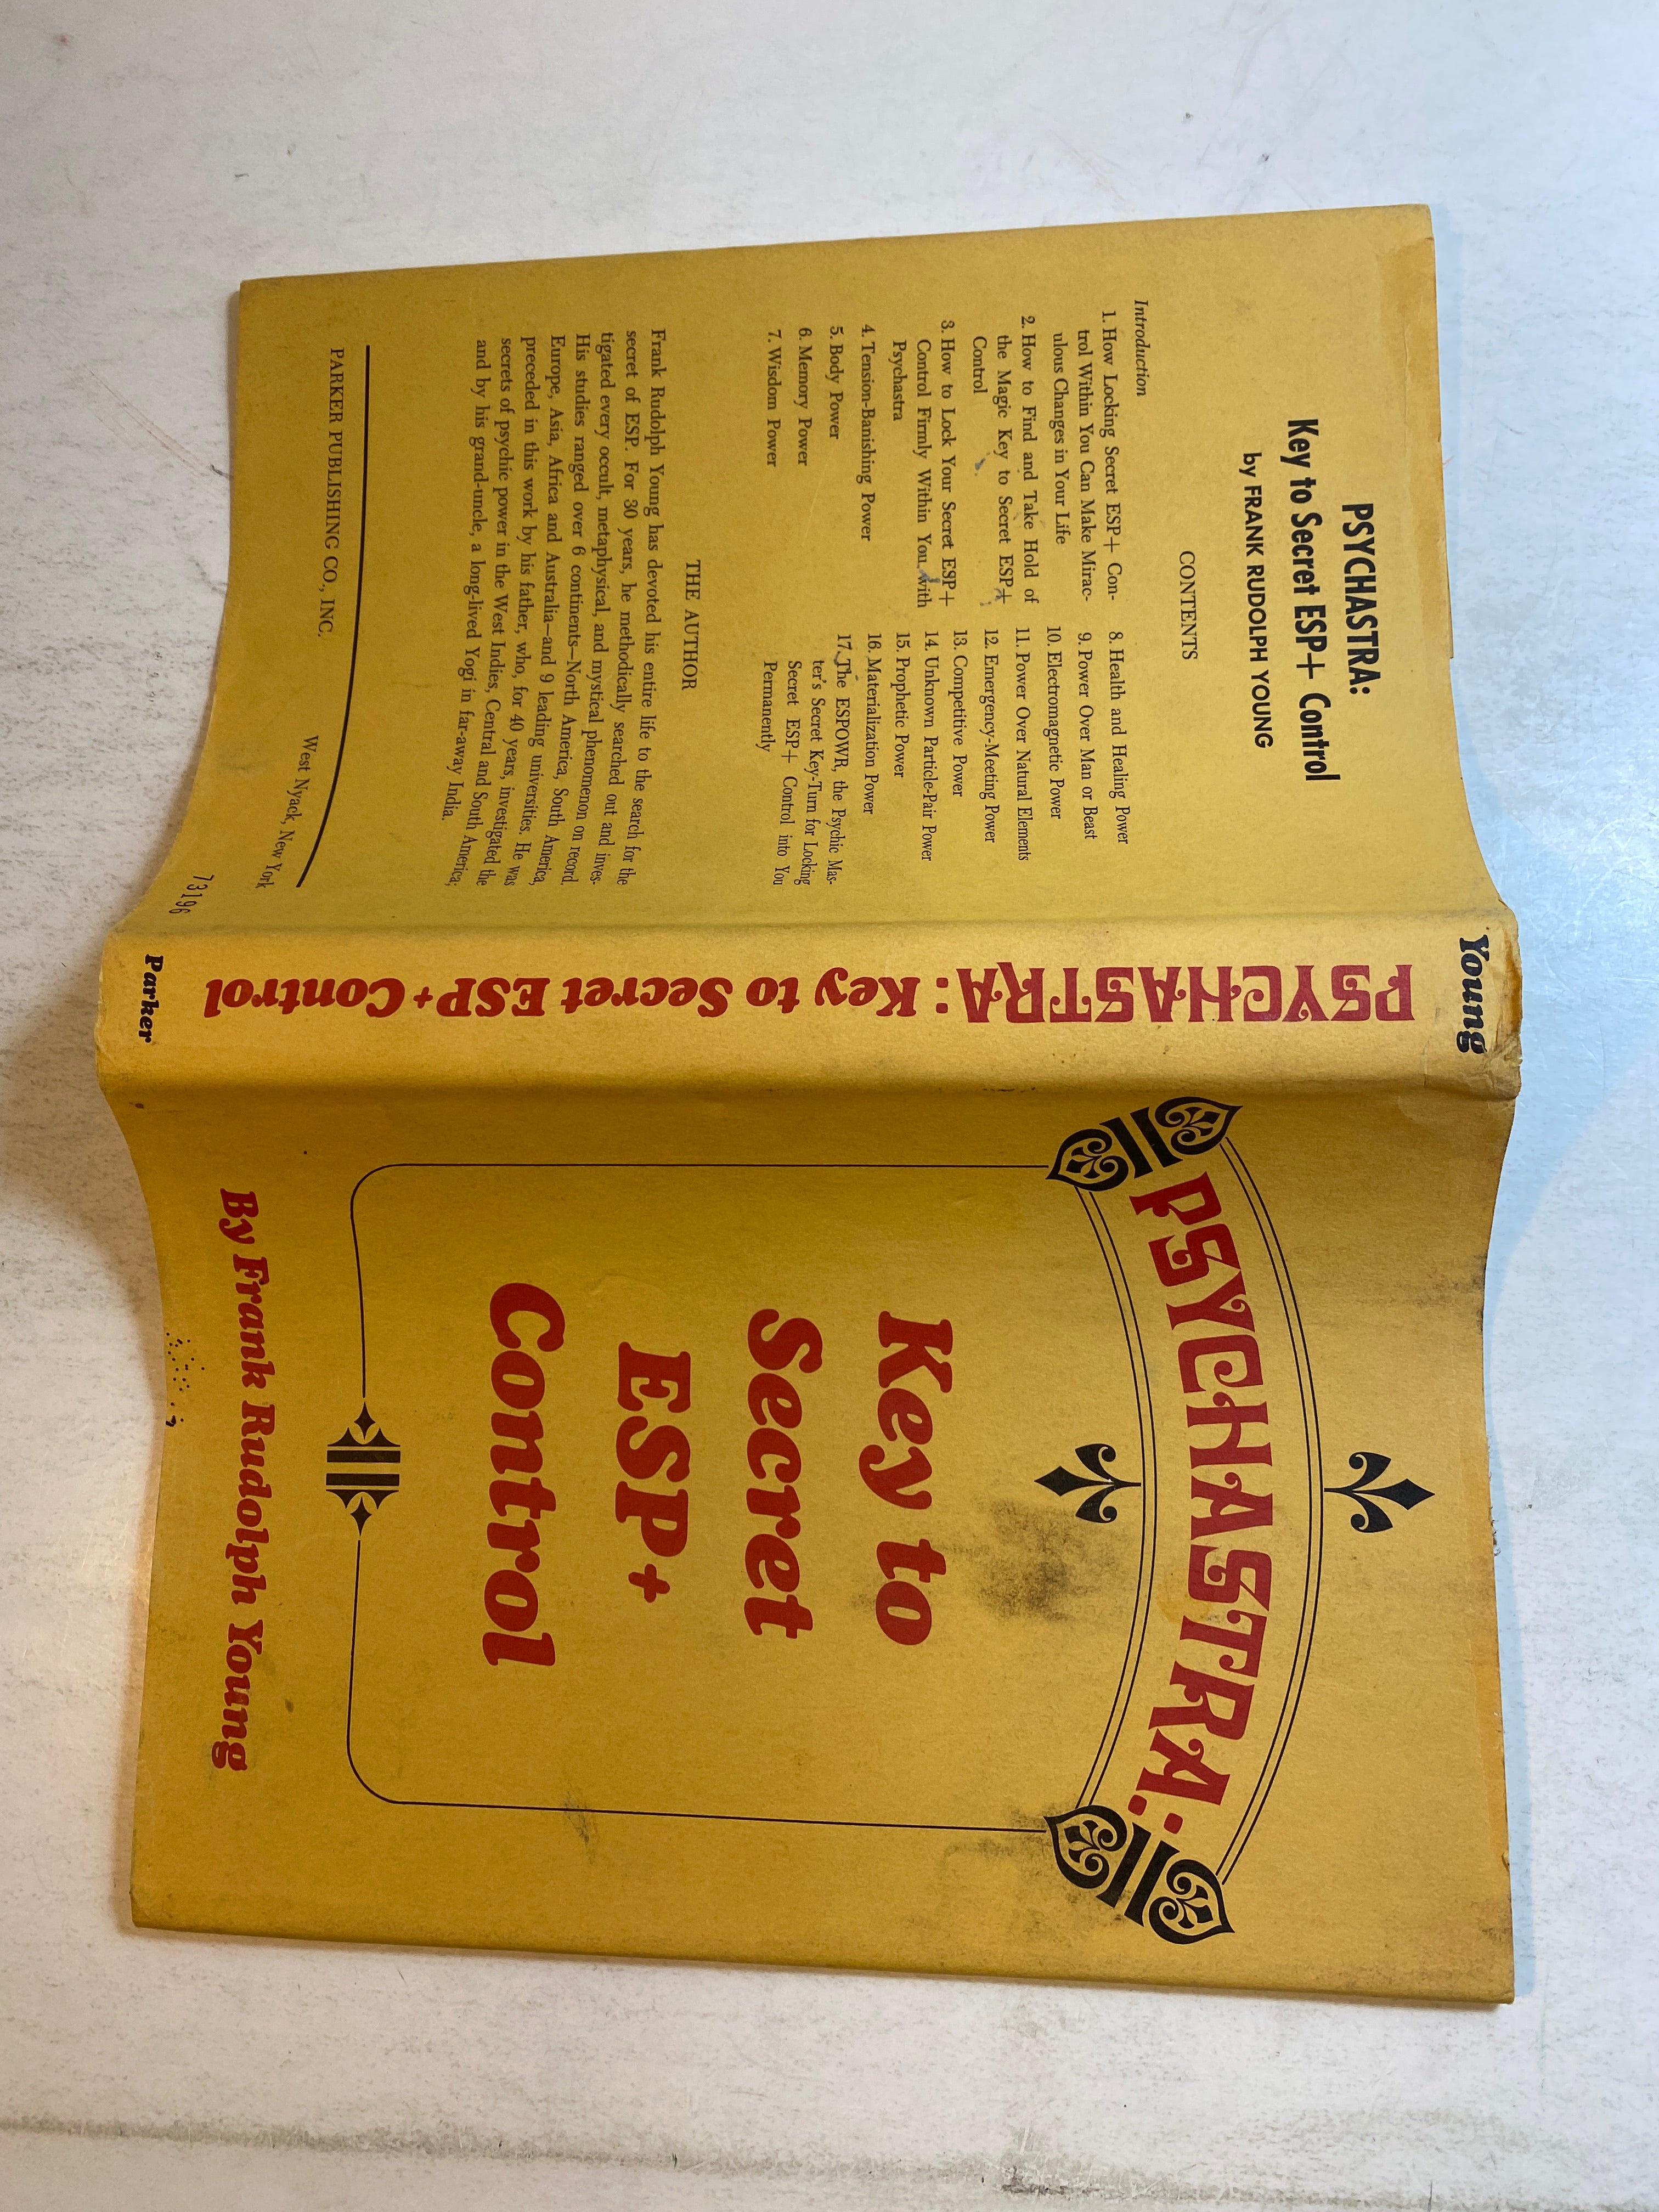 PSYCHASTRA:
Key to Secret ESP+ Control
by FRANK RUDOLPH YOUNG
CONTENTS
Introduction
1. How Locking Secret ESP+ Con-
trol Within You Can Make Mirac-
ulous Changes in Your Life
2. How to Find and Take Hold of
the Magic Key to Secret ESP+
Control
3. How to Lock Your Secret ESP+
Control Firmly Within You with
Psychastra
4. Tension-Banishing Power
5. Body Power
6. Memory Power
7. Wisdom Power
8. Health and Healing Power
9. Power Over Man or Beast
10. Electromagnetic Power
11. Power Over Natural Elements
12. Emergency-Meeting Power
13. Competitive Power
14. Unknown Particle-Pair Power
15. Prophetic Power
16. Materialization Power
17. The ESPOWR, the Psychic Mas-
ter's Secret Key-Turn for Locking
Secret ESP+ Control into You
Permanently
THE AUTHOR
Frank Rudolph Young has devoted his entire life to the search for the
secret of ESP. For 30 years, he methodically searched out and inves-
tigated every occult, metaphysical, and mystical phenomenon on record.
His studies ranged over 6 continents—North America, South America,
Europe, Asia, Africa and Australia—and 9 leading universities. He was
preceded in this work by his father, who, for 40 years, investigated the
secrets of psychic power in the West Indies, Central and South America;
and by his grand-uncle, a long-lived Yogi in far-away India.
PARKER PUBLISHING CO., INC.
West Nyack, New York
73196
Young
PSYCHASTRA: Key to Secret ESP+ Control
Parker
PSYCHASTRA:
Key to
Secret
ESP+
Control
By Frank Rudolph Young